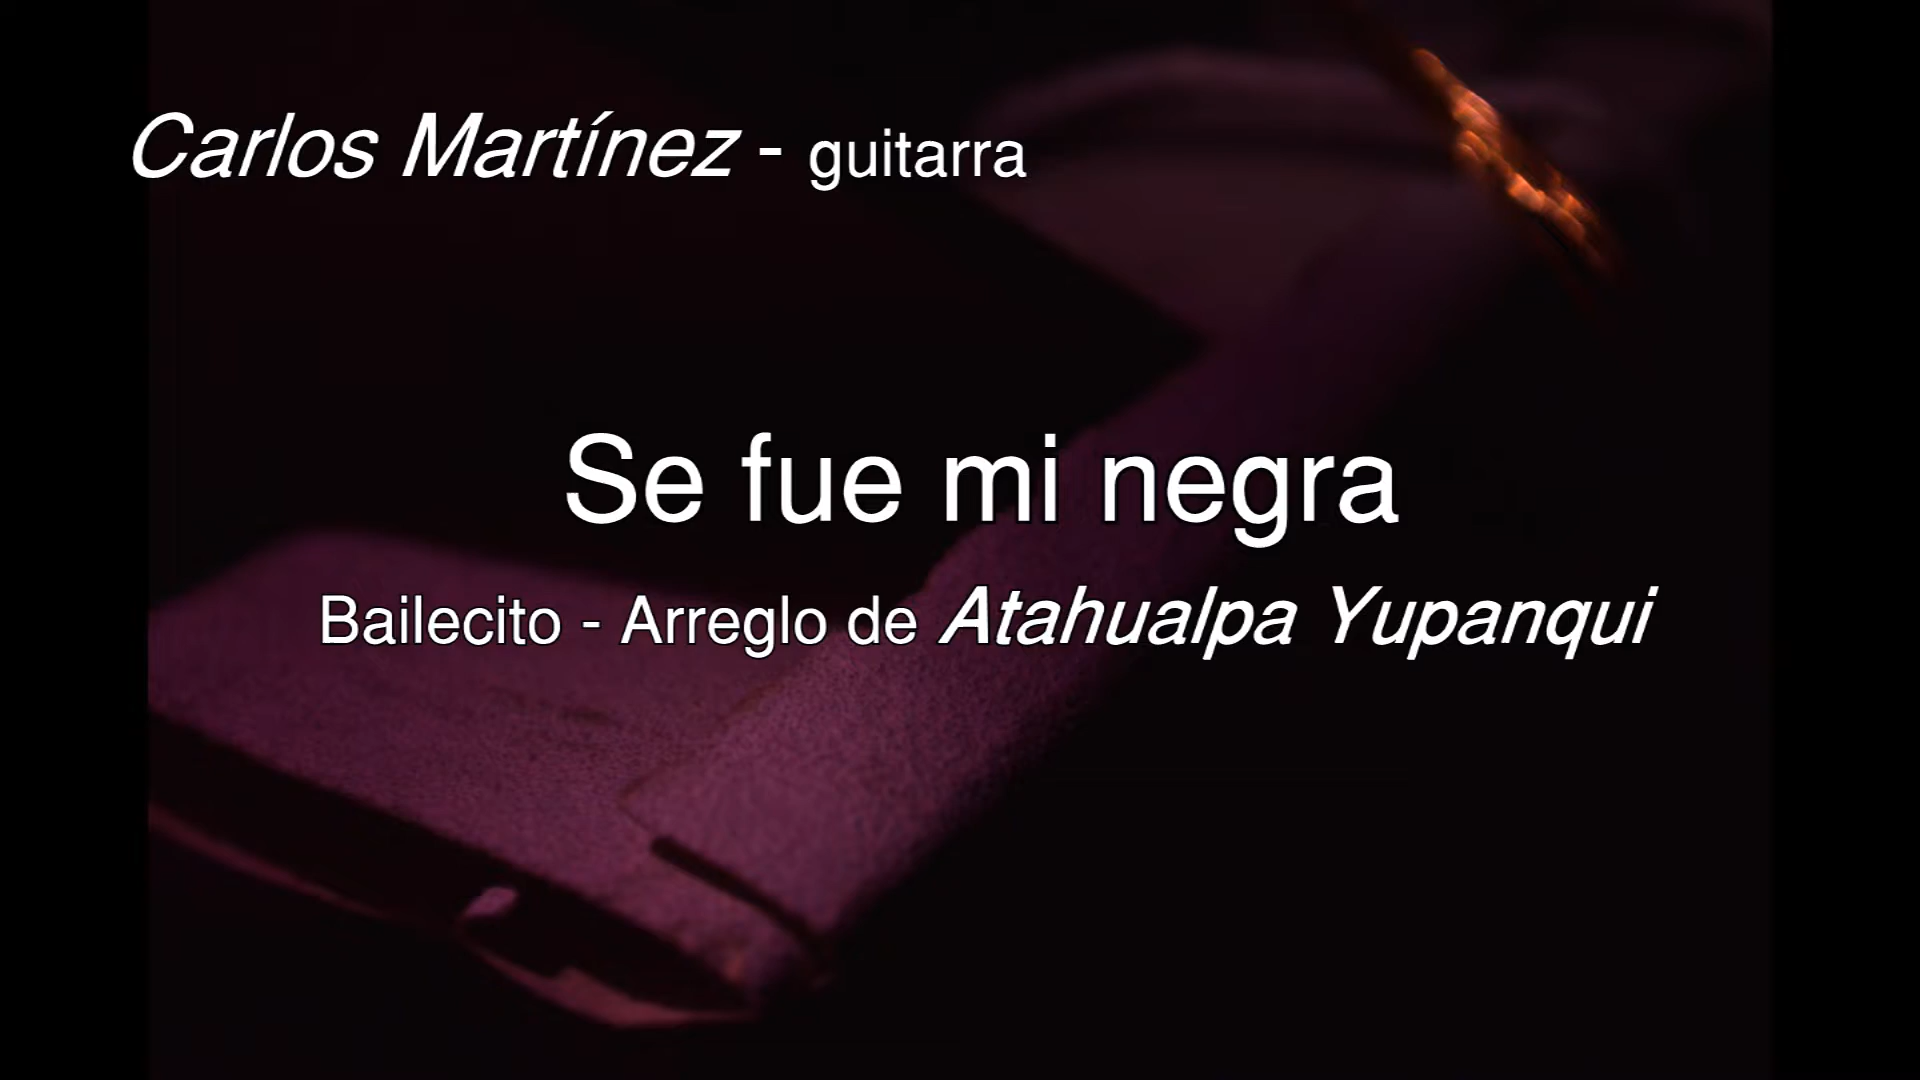 Carlos Martínez - guitarra
Se fue mi negra
Bailecito - Arreglo de Atahualpa Yupanqui